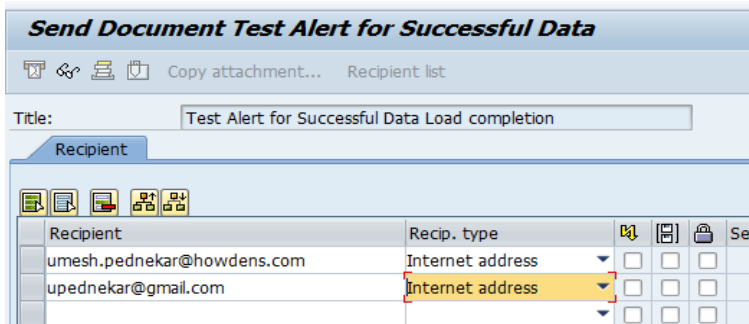 Send Document Test Alert for Successful Data
Copy attachment... Recipient list
Title: Test Alert for Successful Data Load completion
Recipient
Recipient Recip. type Se
umesh.pednekar@howdens.com Internet address
upednekar@gmail.com Internet address